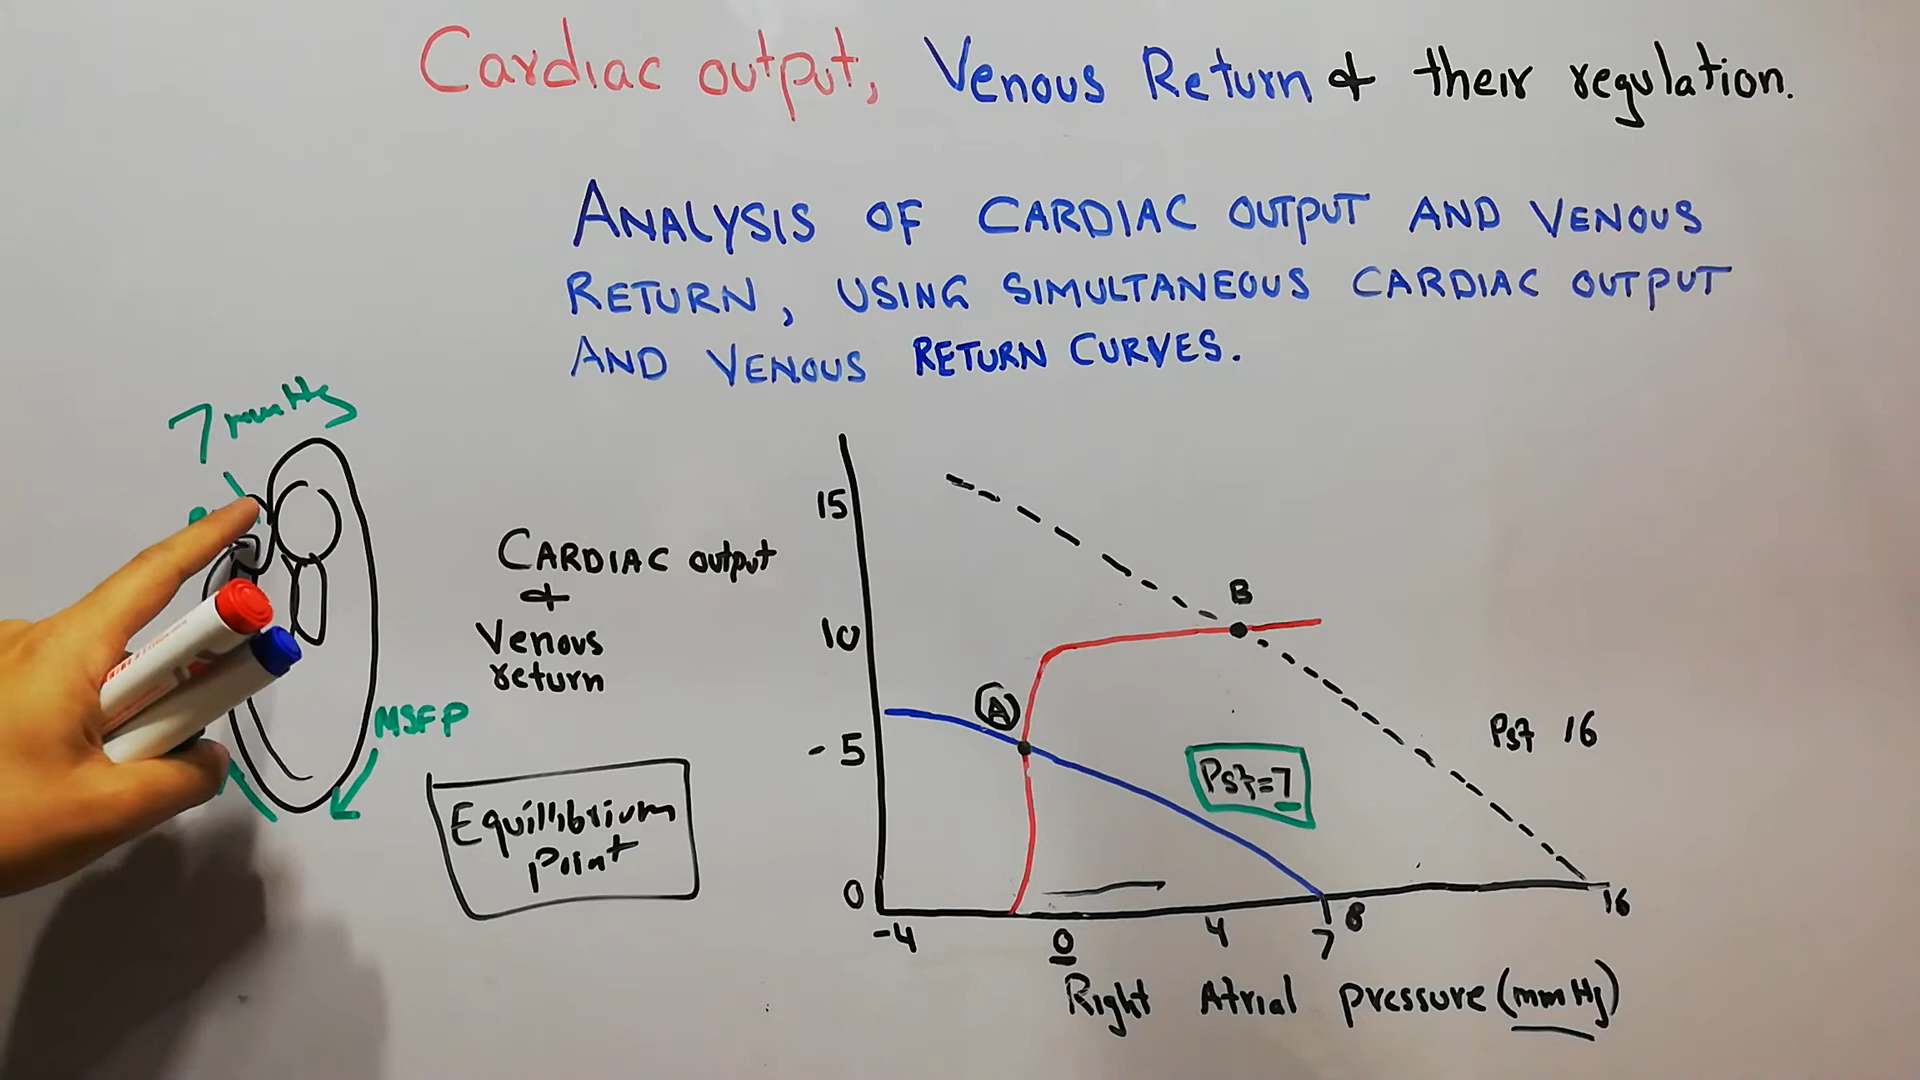 Cardiac output, Venous Return & their regulation.
ANALYSIS OF CARDIAC OUTPUT AND VENOUS
RETURN, USING SIMULTANEOUS CARDIAC OUTPUT
AND VENOUS RETURN CURVES.
7 mmHg
MSFP
CARDIAC output
&
Venous
return
Equillibrium
point
15
10
- 5
0
A
B
Psf 16
Psf=7
-4
0
4
7
8
16
Right Atrial pressure (mmHg)